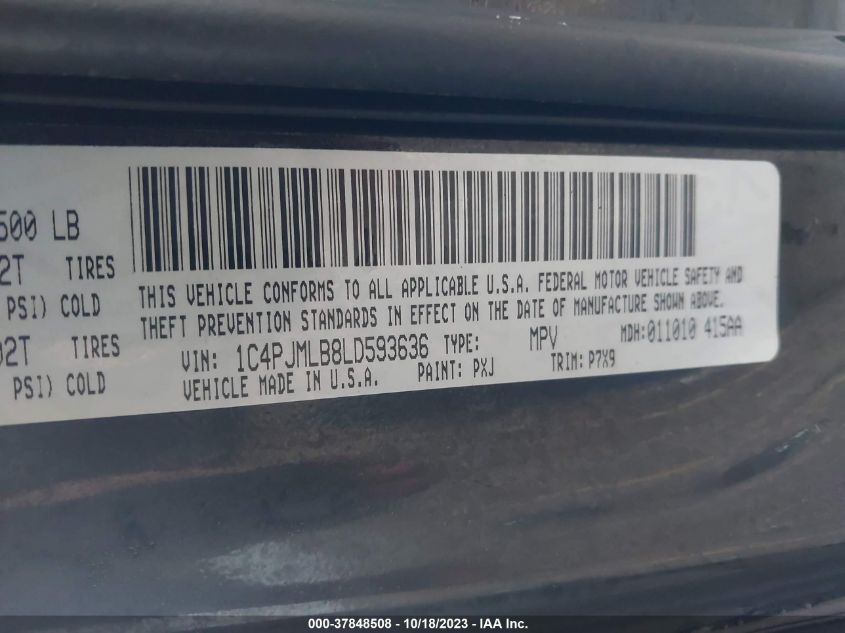 500 LB
2T TIRES
PSI) COLD
02T TIRES
PSI) COLD
THIS VEHICLE CONFORMS TO ALL APPLICABLE U.S.A. FEDERAL MOTOR VEHICLE SAFETY AND
THEFT PREVENTION STANDARDS IN EFFECT ON THE DATE OF MANUFACTURE SHOWN ABOVE.
VIN: 1C4PJMLB8LD593636 TYPE: MPV MDH:011010 415AA
VEHICLE MADE IN U.S.A. PAINT: PXJ TRIM: P7X9
000-37848508 - 10/18/2023 - IAA Inc.